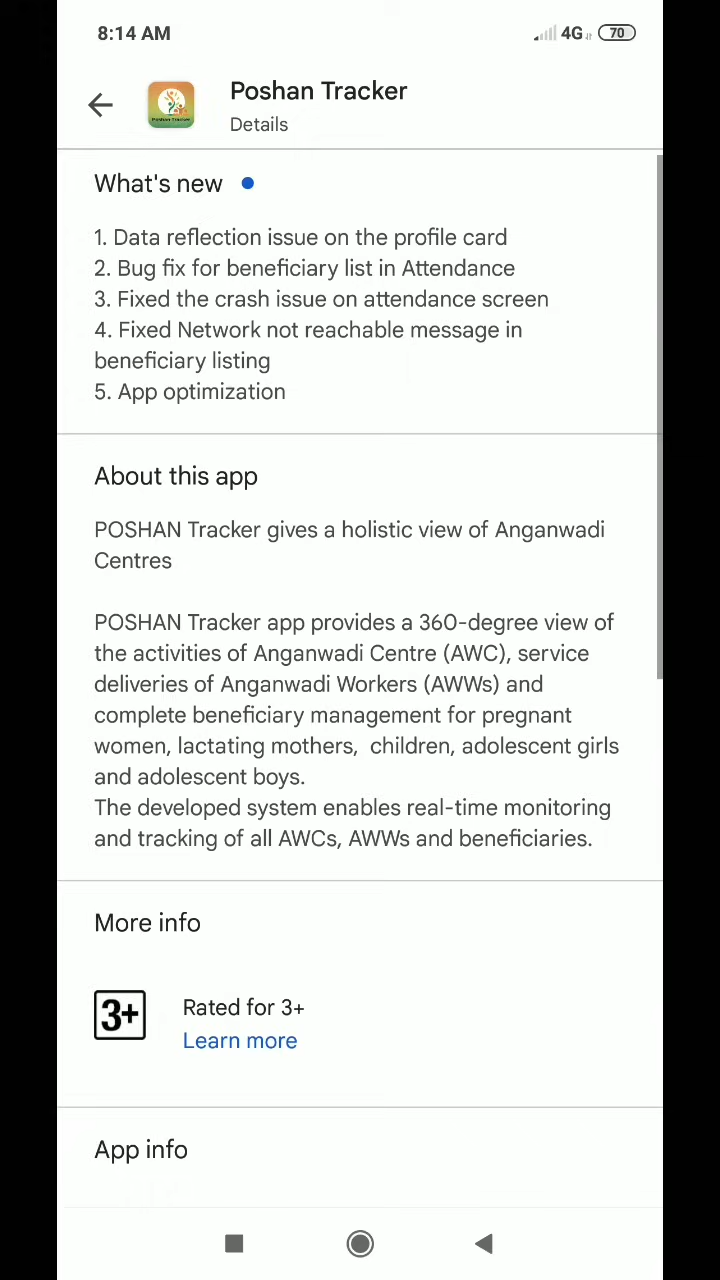 8:14 AM
4G
70
Poshan Tracker
Poshan Tracker
Details
What's new
1. Data reflection issue on the profile card
2. Bug fix for beneficiary list in Attendance
3. Fixed the crash issue on attendance screen
4. Fixed Network not reachable message in
beneficiary listing
5. App optimization
About this app
POSHAN Tracker gives a holistic view of Anganwadi
Centres
POSHAN Tracker app provides a 360-degree view of
the activities of Anganwadi Centre (AWC), service
deliveries of Anganwadi Workers (AWWs) and
complete beneficiary management for pregnant
women, lactating mothers,  children, adolescent girls
and adolescent boys.
The developed system enables real-time monitoring
and tracking of all AWCs, AWWs and beneficiaries.
More info
3+
Rated for 3+
Learn more
App info